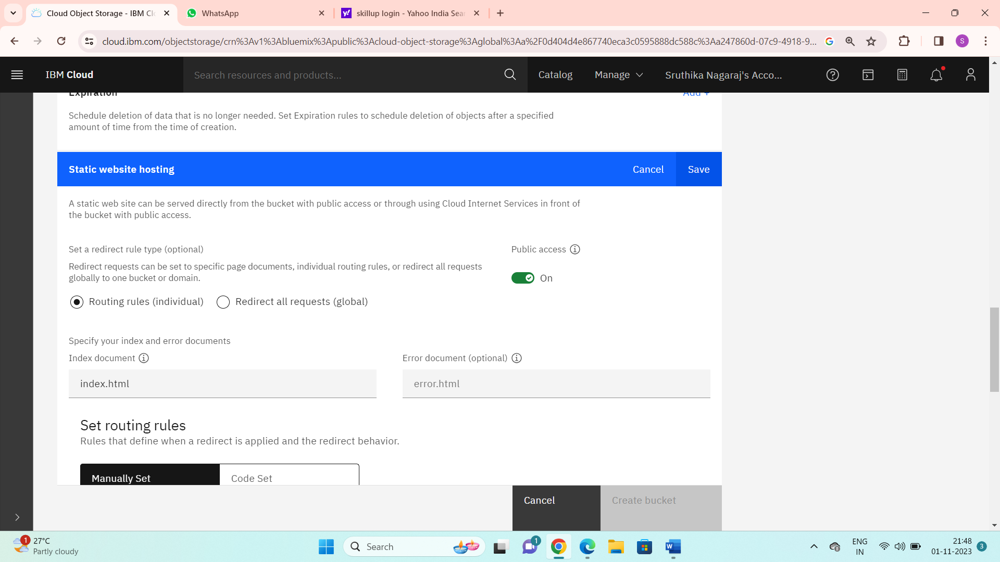 Cloud Object Storage - IBM Clo
WhatsApp
skillup login - Yahoo India Sear
cloud.ibm.com/objectstorage/crn%3Av1%3Abluemix%3Apublic%3Acloud-object-storage%3Aglobal%3Aa%2F0d404d4e867740eca3c0595888dc588c%3Aa247860d-07c9-4918-9...
S
IBM Cloud
Search resources and products...
Catalog
Manage
Sruthika Nagaraj's Acco...
Expiration
Add +
Schedule deletion of data that is no longer needed. Set Expiration rules to schedule deletion of objects after a specified
amount of time from the time of creation.
Static website hosting
Cancel
Save
A static web site can be served directly from the bucket with public access or through using Cloud Internet Services in front of
the bucket with public access.
Set a redirect rule type (optional)
Public access
Redirect requests can be set to specific page documents, individual routing rules, or redirect all requests
globally to one bucket or domain.
On
Routing rules (individual)
Redirect all requests (global)
Specify your index and error documents
Index document
Error document (optional)
index.html
error.html
Set routing rules
Rules that define when a redirect is applied and the redirect behavior.
Manually Set
Code Set
Cancel
Create bucket
1
27°C
Partly cloudy
Search
1
W
ENG
IN
21:48
01-11-2023
3